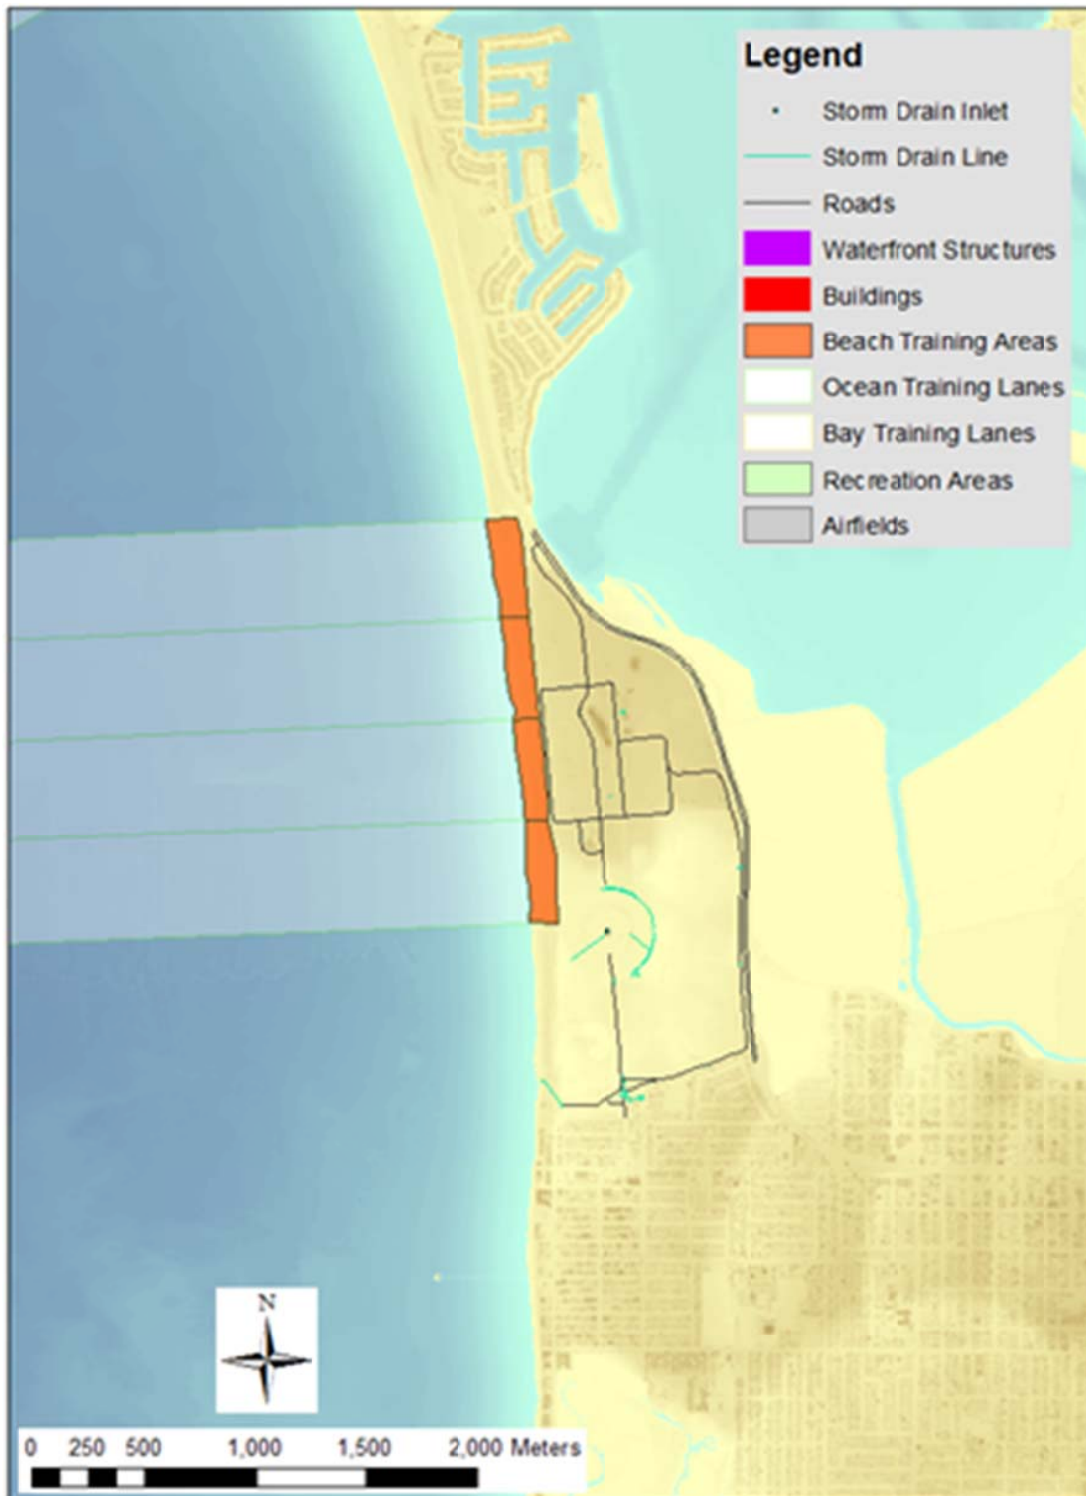 Legend
Storm Drain Inlet
Storm Drain Line
Roads
Waterfront Structures
Buildings
Beach Training Areas
Ocean Training Lanes
Bay Training Lanes
Recreation Areas
Airfields
N
0 250 500 1,000 1,500 2,000 Meters